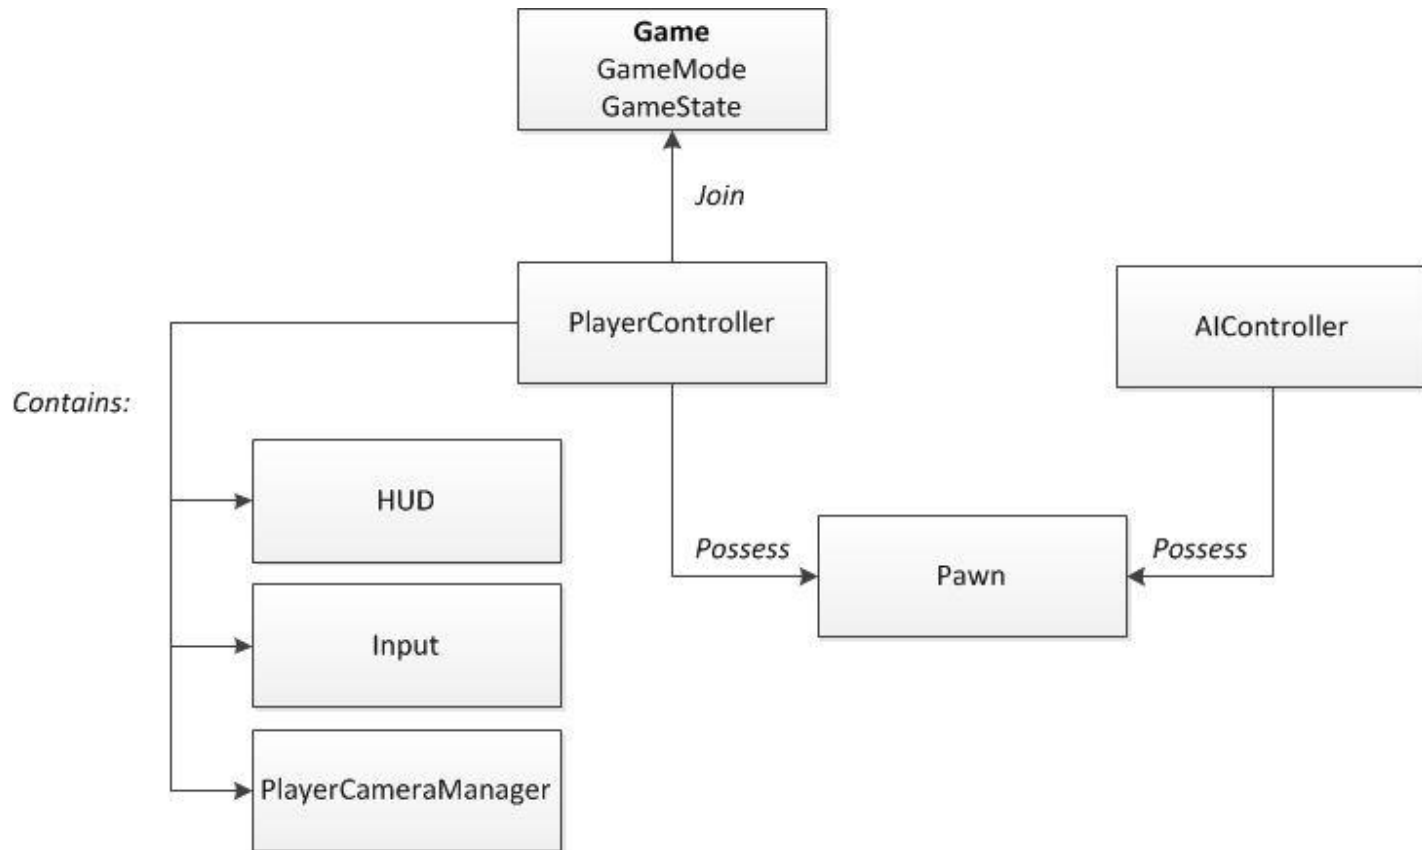 Game
GameMode
GameState
Join
PlayerController
AIController
Contains:
HUD
Possess
Pawn
Possess
Input
PlayerCameraManager